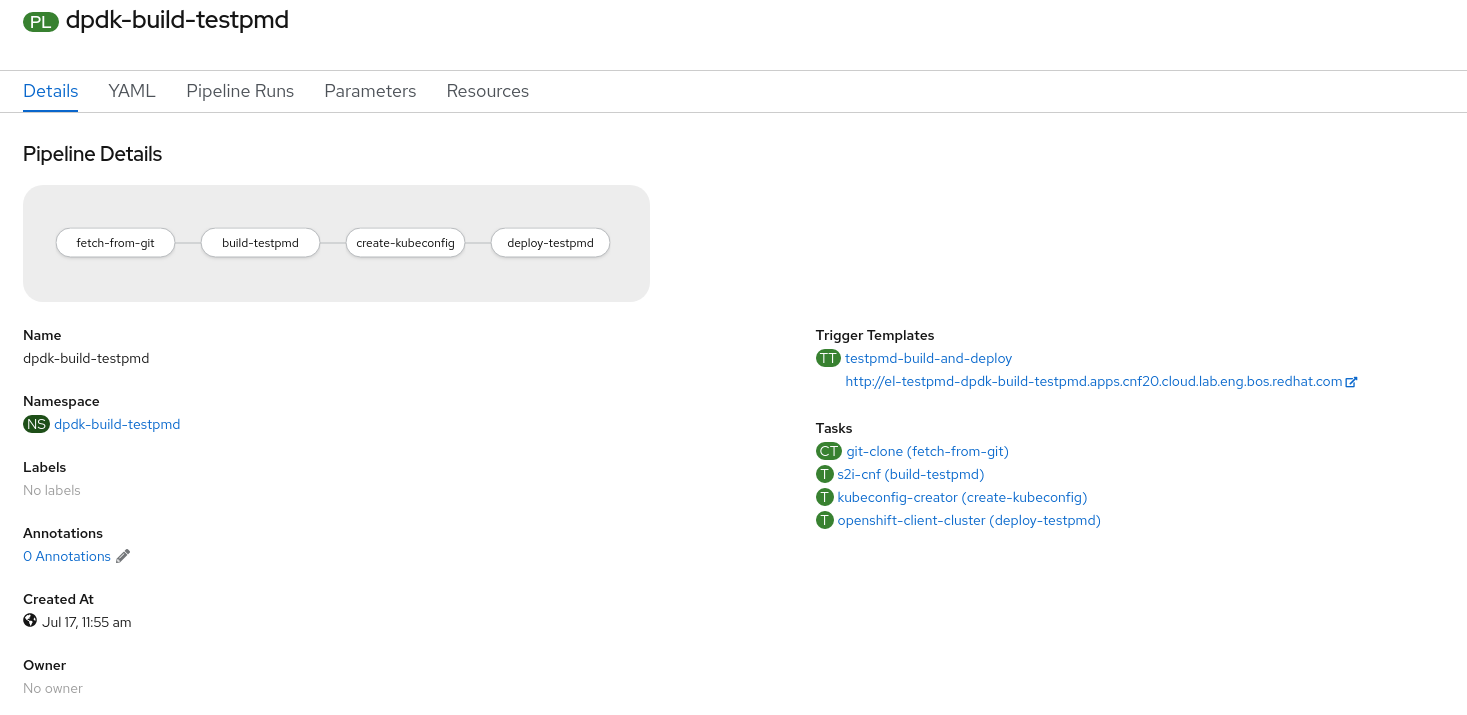 PL dpdk-build-testpmd
Details YAML Pipeline Runs Parameters Resources
Pipeline Details
fetch-from-git build-testpmd create-kubeconfig deploy-testpmd
Name
dpdk-build-testpmd
Namespace
NS dpdk-build-testpmd
Labels
No labels
Annotations
0 Annotations
Created At
Jul 17, 11:55 am
Owner
No owner
Trigger Templates
TT testpmd-build-and-deploy
http://el-testpmd-dpdk-build-testpmd.apps.cnf20.cloud.lab.eng.bos.redhat.com
Tasks
CT git-clone (fetch-from-git)
T s2i-cnf (build-testpmd)
T kubeconfig-creator (create-kubeconfig)
T openshift-client-cluster (deploy-testpmd)